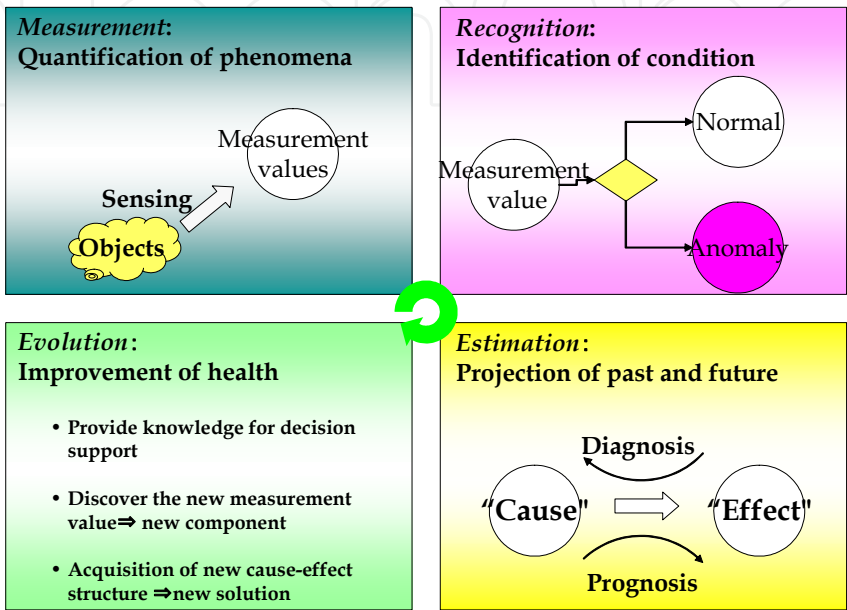 Measurement:
Quantification of phenomena
Measurement
values
Sensing
Objects
Recognition:
Identification of condition
Normal
Measurement
value
Anomaly
Evolution:
Improvement of health
• Provide knowledge for decision
support
• Discover the new measurement
value⇒ new component
• Acquisition of new cause-effect
structure ⇒new solution
Estimation:
Projection of past and future
Diagnosis
“Cause" “Effect"
Prognosis